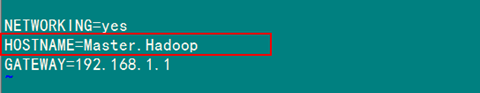 NETWORKING=yes
HOSTNAME=Master.Hadoop
GATEWAY=192.168.1.1
~